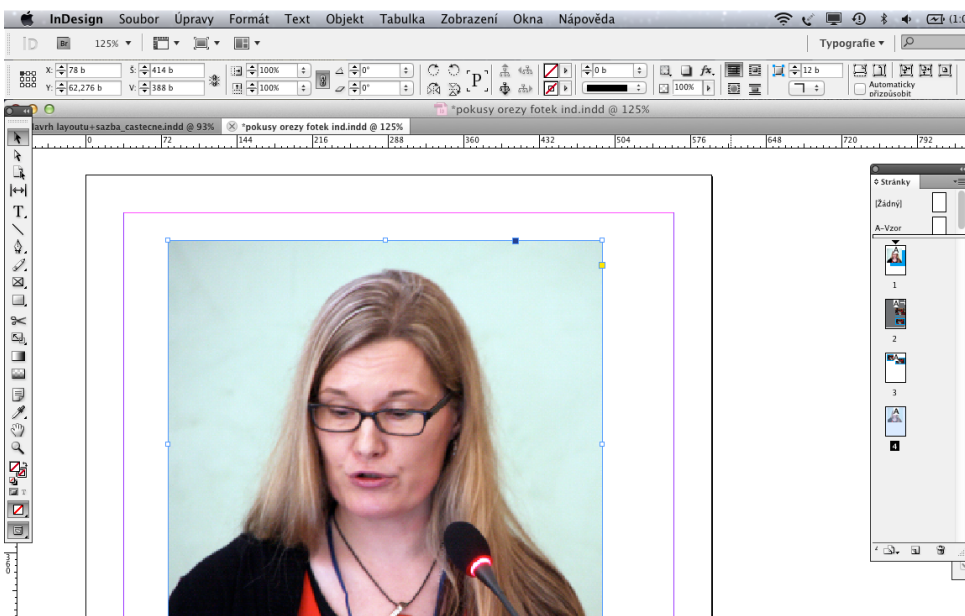 InDesign Soubor Úpravy Formát Text Objekt Tabulka Zobrazení Okna Nápověda
Br 125% Typografie
X: 78 b Š: 414 b 100% 0° P 0 b fx. 12 b
Y: 62,276 b V: 388 b 100% 0° 100% Automaticky přizpůsobit
*pokusy orezy fotek ind.indd @ 125%
layoutu+sazba_castecne.indd @ 93% *pokusy orezy fotek ind.indd @ 125%
0 72 144 216 288 360 432 504 576 648 720 792
Stránky
[Žádný]
A-Vzor
1
2
3
4
360